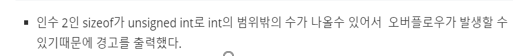 ▪ 인수 2인 sizeof가 unsigned int로 int의 범위밖의 수가 나올수 있어서 오버플로우가 발생할 수
있기때문에 경고를 출력했다.